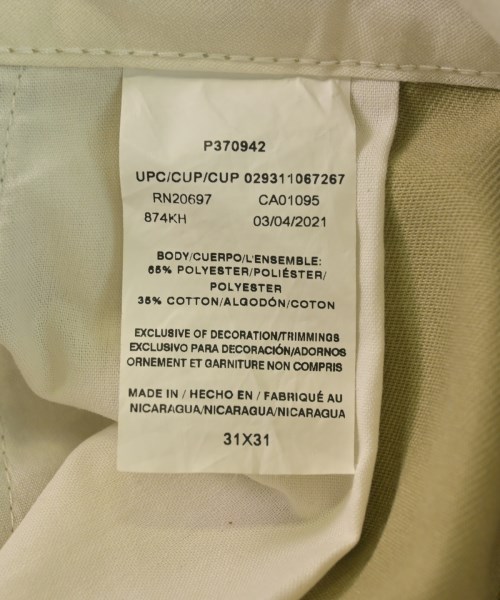 P370942
UPC/CUP/CUP 029311067267
RN20697 CA01095
874KH 03/04/2021
BODY/CUERPO/L'ENSEMBLE:
65% POLYESTER/POLIÉSTER/
POLYESTER
35% COTTON/ALGODÓN/COTON
EXCLUSIVE OF DECORATION/TRIMMINGS
EXCLUSIVO PARA DECORACIÓN/ADORNOS
ORNEMENT ET GARNITURE NON COMPRIS
MADE IN / HECHO EN / FABRIQUÉ AU
NICARAGUA/NICARAGUA/NICARAGUA
31X31